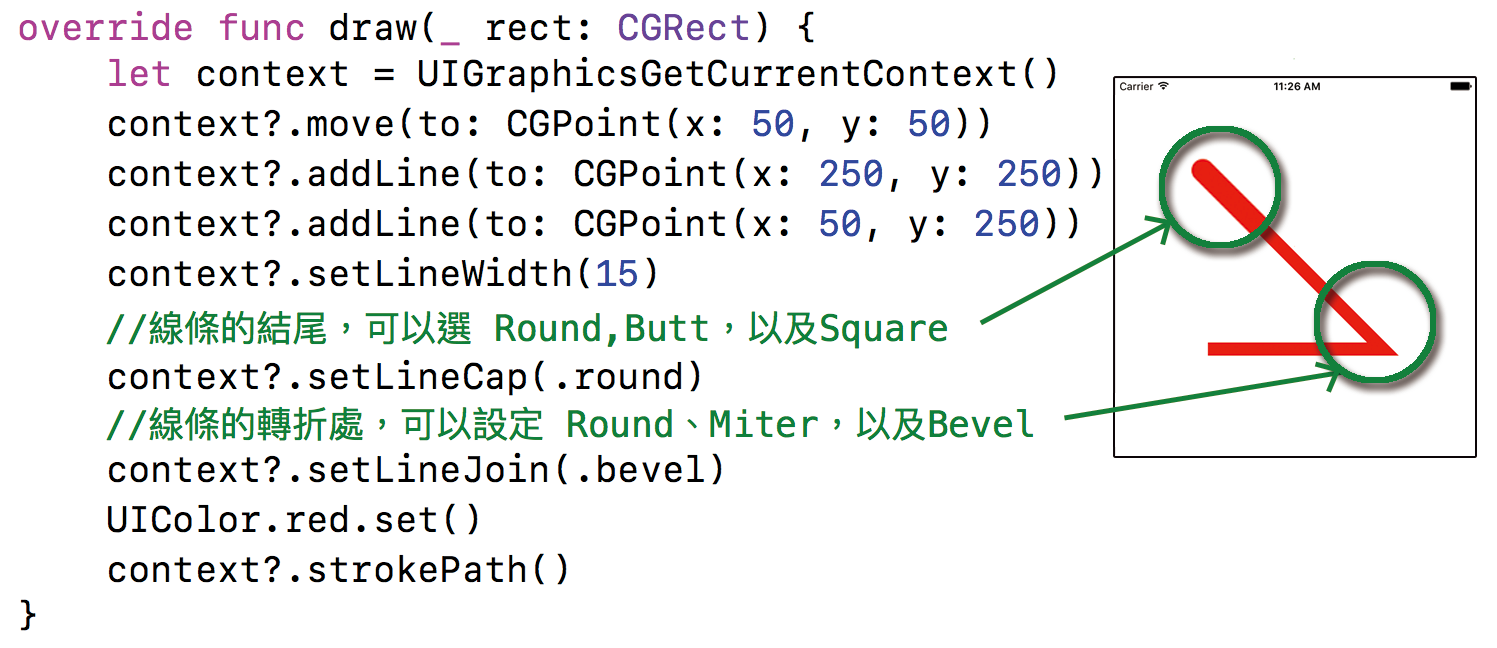 override func draw(_ rect: CGRect) {
let context = UIGraphicsGetCurrentContext()
context?.move(to: CGPoint(x: 50, y: 50))
context?.addLine(to: CGPoint(x: 250, y: 250))
context?.addLine(to: CGPoint(x: 50, y: 250))
context?.setLineWidth(15)
//線條的結尾，可以選 Round,Butt，以及Square
context?.setLineCap(.round)
//線條的轉折處，可以設定 Round、Miter，以及Bevel
context?.setLineJoin(.bevel)
UIColor.red.set()
context?.strokePath()
}
Carrier 11:26 AM